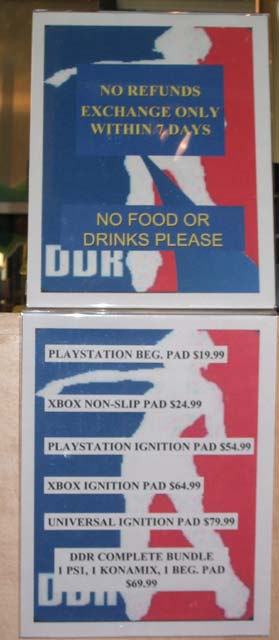 NO REFUNDS
EXCHANGE ONLY
WITHIN 7 DAYS
NO FOOD OR
DRINKS PLEASE
DDR
PLAYSTATION BEG. PAD $19.99
XBOX NON-SLIP PAD $24.99
PLAYSTATION IGNITION PAD $54.99
XBOX IGNITION PAD $64.99
UNIVERSAL IGNITION PAD $79.99
DDR COMPLETE BUNDLE
1 PS1, 1 KONAMIX, 1 BEG. PAD
$69.99
DDR